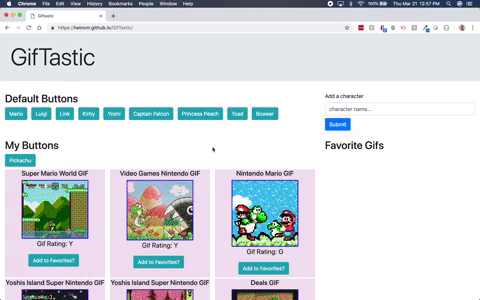 Chrome File Edit View History Bookmarks People Window Help
100% Thu Mar 21 12:57 PM
Giftastic
https://heincm.github.io/GifTastic/
GifTastic
Default Buttons
Mario Luigi Link Kirby Yoshi Captain Falcon Princess Peach Toad Bowser
Add a character
character name...
Submit
My Buttons
Pickachu
Favorite Gifs
Super Mario World GIF
Gif Rating: Y
Add to Favorites?
Video Games Nintendo GIF
Gif Rating: Y
Add to Favorites?
Nintendo Mario GIF
Gif Rating: G
Add to Favorites?
Yoshis Island Super Nintendo GIF
Yoshis Island Super Nintendo GIF
Deals GIF